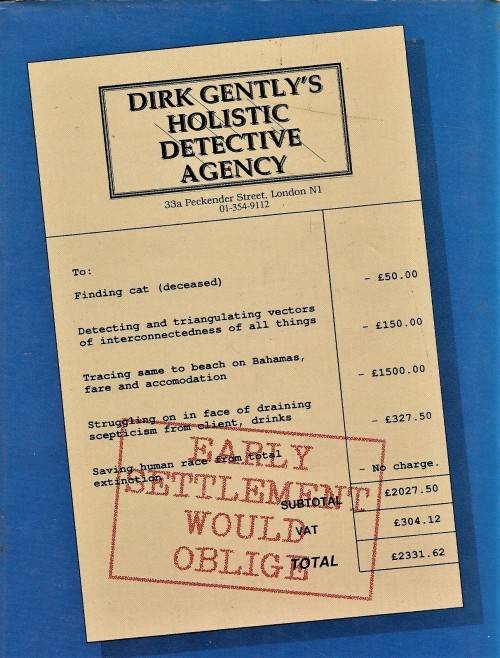 DIRK GENTLY'S
HOLISTIC
DETECTIVE
AGENCY
33a Peckender Street, London N1
01-354-9112
To:
Finding cat (deceased) - £50.00
Detecting and triangulating vectors
of interconnectedness of all things - £150.00
Tracing same to beach on Bahamas,
fare and accomodation - £1500.00
Struggling on in face of draining
scepticism from client, drinks - £327.50
Saving human race from total
extinction - No charge.
SUBTOTAL £2027.50
VAT £304.12
TOTAL £2331.62
EARLY
SETTLEMENT
WOULD
OBLIGE